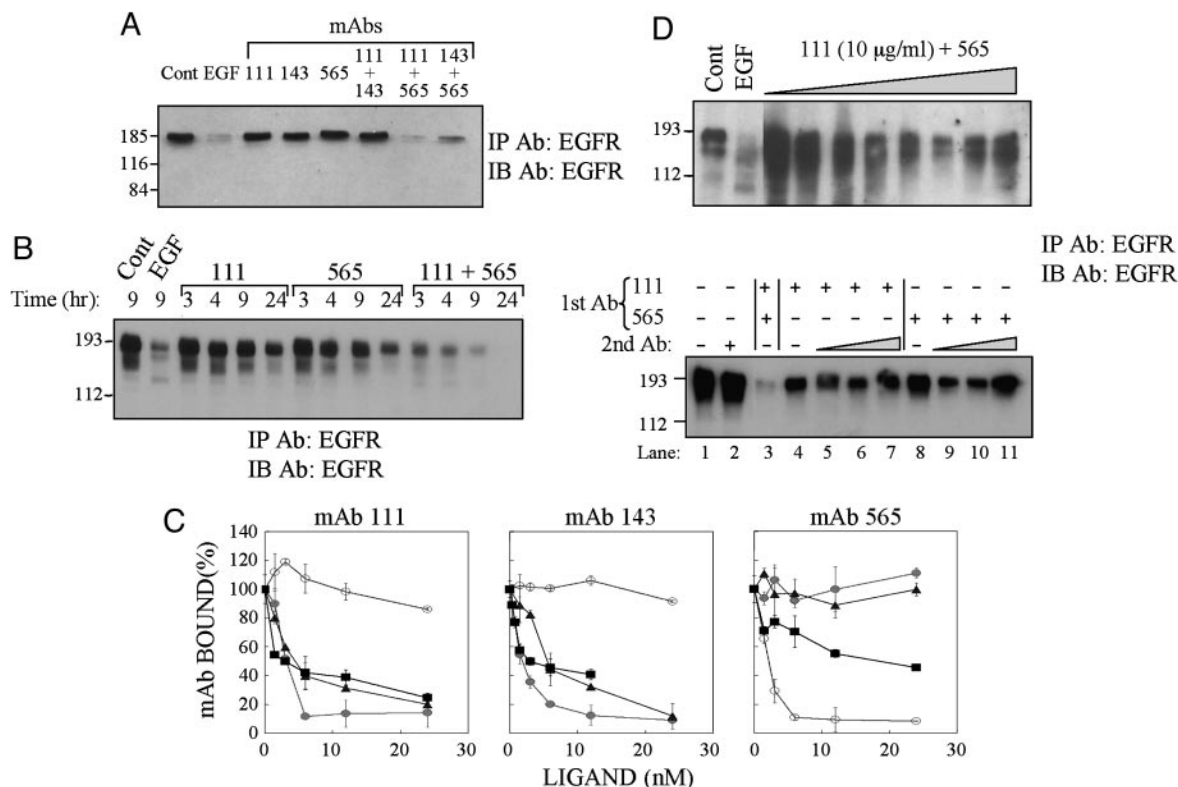 A
mAbs
Cont EGF 111 143 565 111 + 143 111 + 565 143 + 565
185
116
84
IP Ab: EGFR
IB Ab: EGFR
B
Cont EGF 111 565 111 + 565
Time (hr): 9 9 3 4 9 24 3 4 9 24 3 4 9 24
193
112
IP Ab: EGFR
IB Ab: EGFR
D
Cont EGF 111 (10 µg/ml) + 565
193
112
IP Ab: EGFR
IB Ab: EGFR
1st Ab { 111 - - + + + + + - - - -
565 - - + - - - - + + + +
2nd Ab: - + - - -
193
112
Lane: 1 2 3 4 5 6 7 8 9 10 11
C
mAb 111 mAb 143 mAb 565
mAb BOUND(%)
140
120
100
80
60
40
20
0
0 10 20 30 0 10 20 30 0 10 20 30
LIGAND (nM)